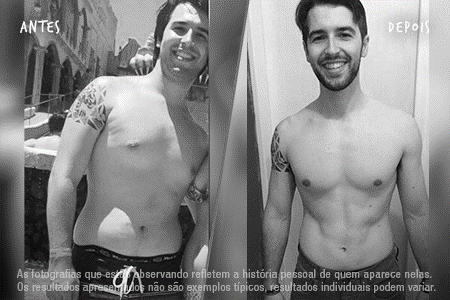 ANTES
DEPOIS
As fotografias que está observando refletem a história pessoal de quem aparece nelas.
Os resultados apresentados não são exemplos típicos, resultados individuais podem variar.